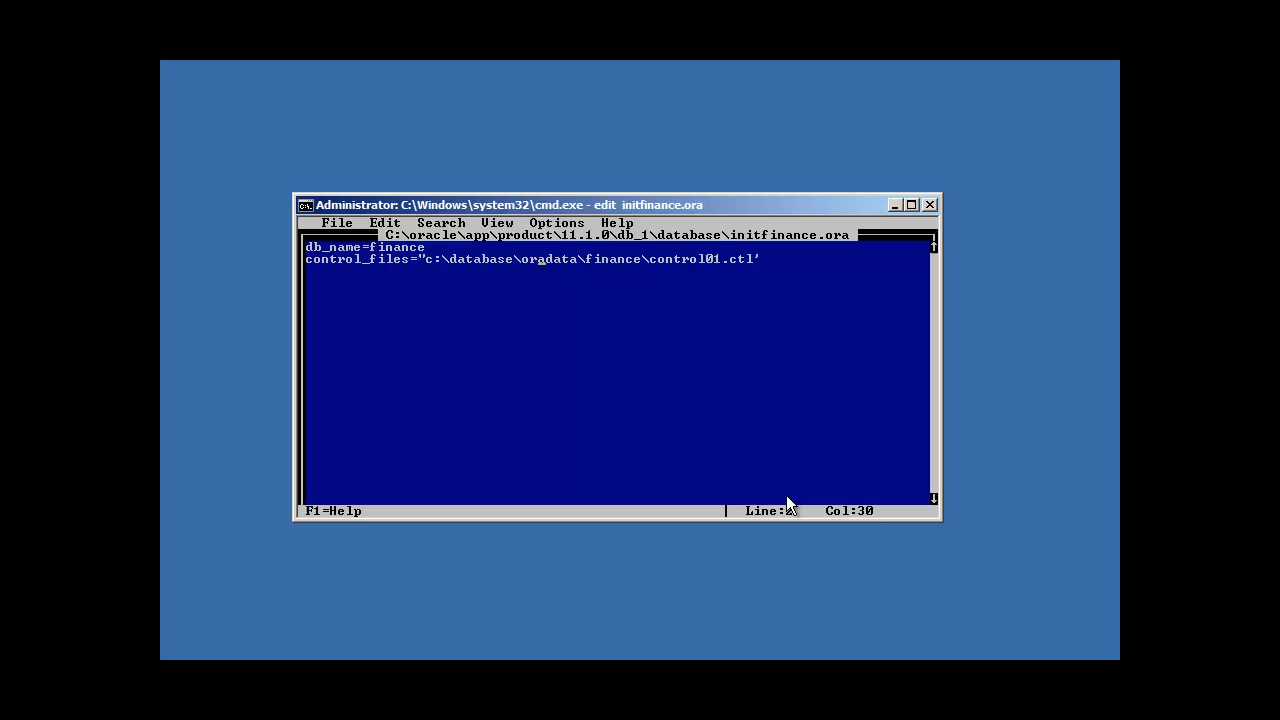 Administrator: C:\Windows\system32\cmd.exe - edit initfinance.ora
File Edit Search View Options Help
C:\oracle\app\product\11.1.0\db_1\database\initfinance.ora
db_name=finance
control_files="c:\database\oradata\finance\control01.ctl'
F1=Help Line: Col:30